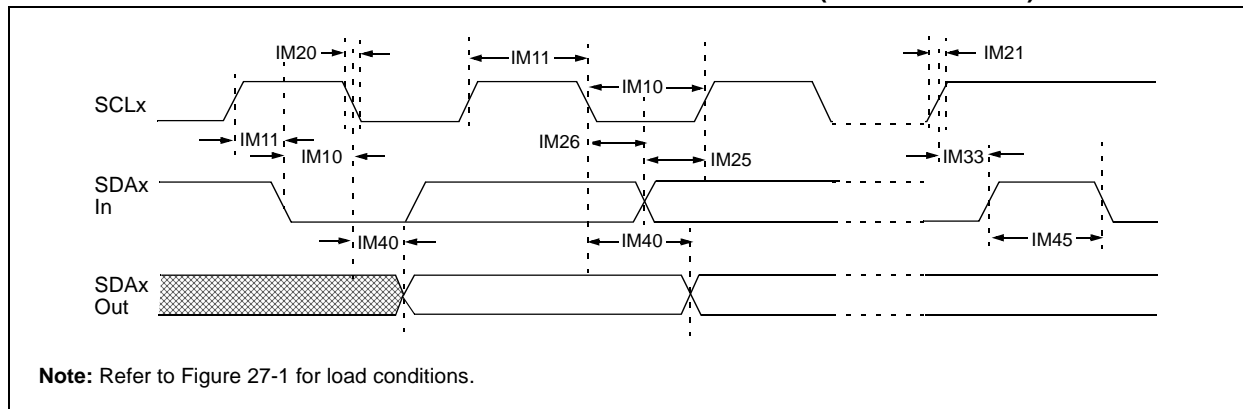 IM20
IM11
IM21
IM10
SCLx
IM11
IM10
IM26
IM25
IM33
SDAx
In
IM40
IM40
IM45
SDAx
Out
Note: Refer to Figure 27-1 for load conditions.